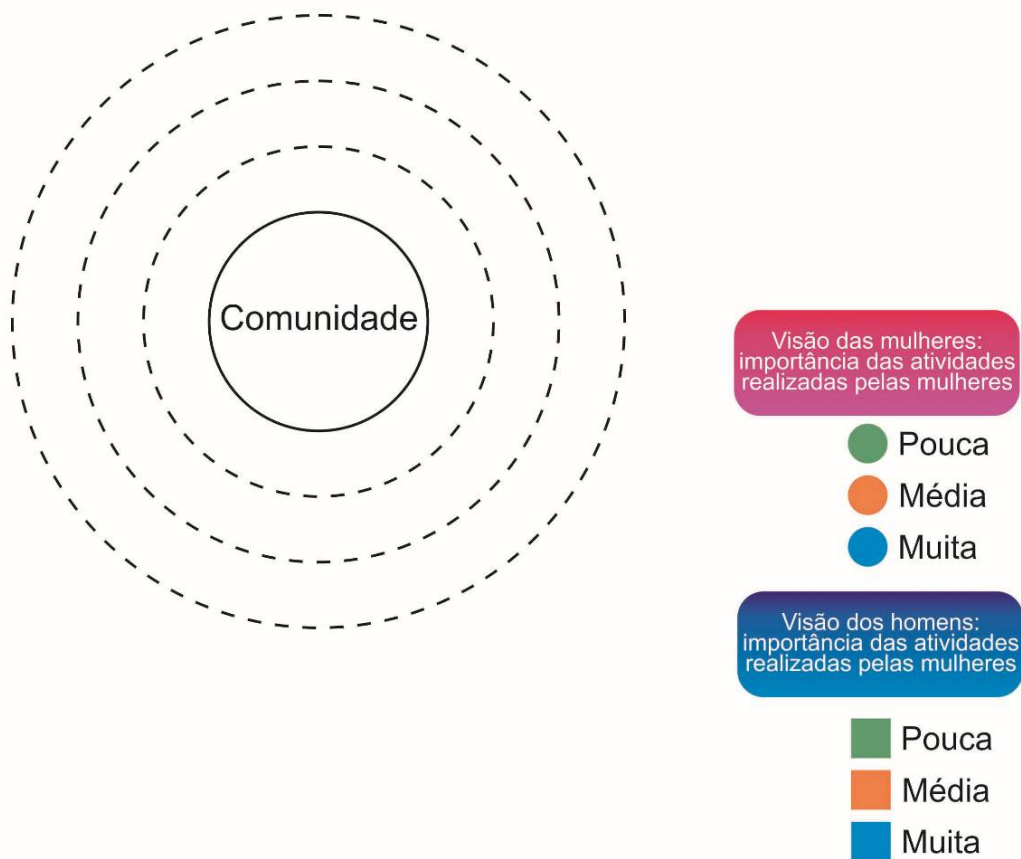 Comunidade
Visão das mulheres:
importância das atividades
realizadas pelas mulheres
Pouca
Média
Muita
Visão dos homens:
importância das atividades
realizadas pelas mulheres
Pouca
Média
Muita